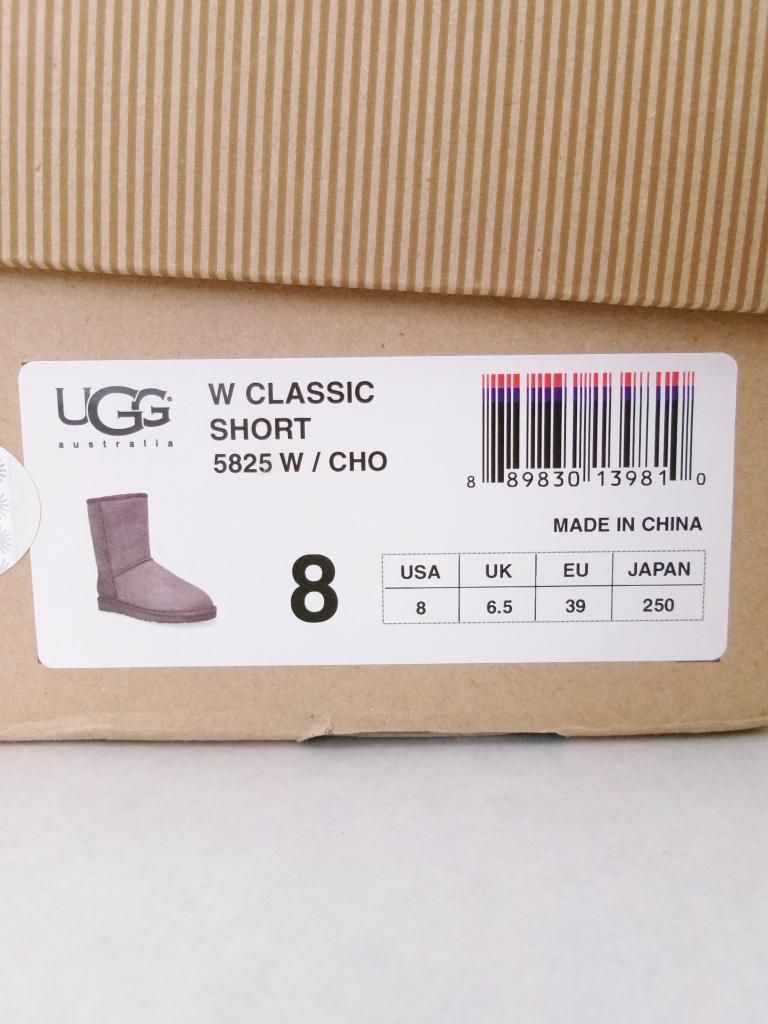 UGG®
australia
W CLASSIC
SHORT
5825 W / CHO
8 89830 13981 0
MADE IN CHINA
8
USA UK EU JAPAN
8 6.5 39 250